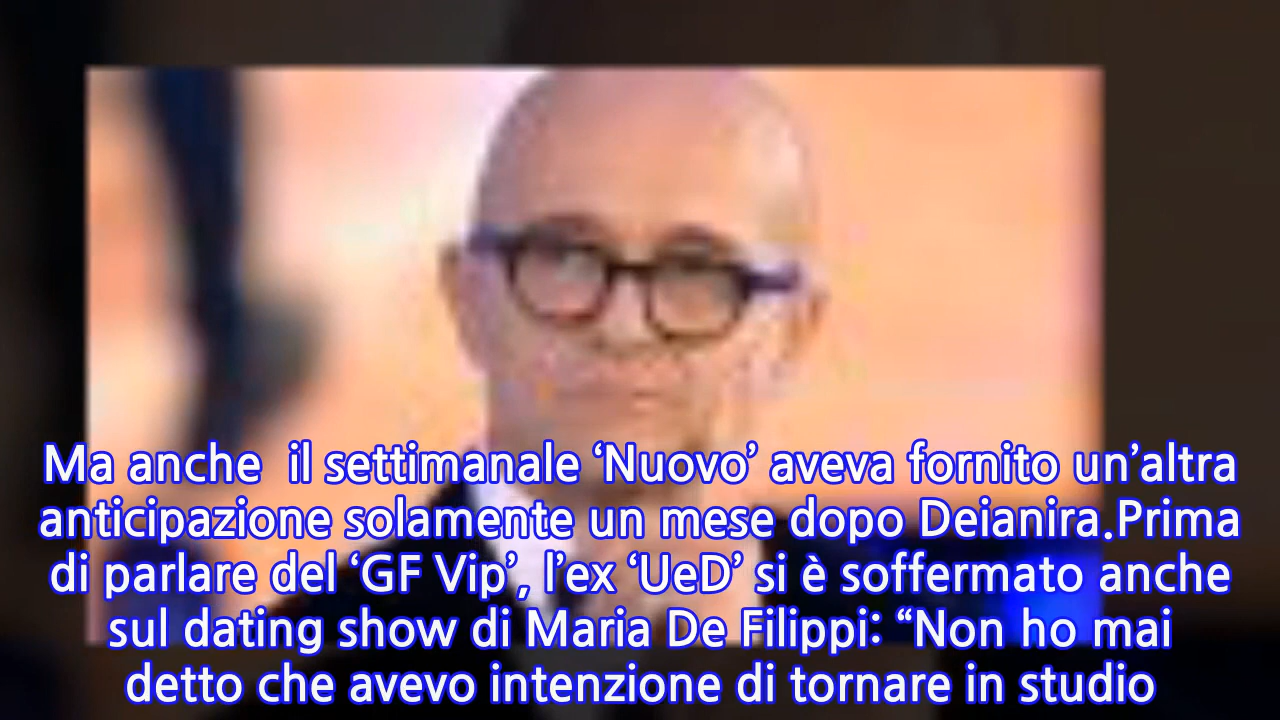 Ma anche  il settimanale ‘Nuovo’ aveva fornito un’altra
anticipazione solamente un mese dopo Deianira.Prima
di parlare del ‘GF Vip’, l’ex ‘UeD’ si è soffermato anche
sul dating show di Maria De Filippi: “Non ho mai
detto che avevo intenzione di tornare in studio